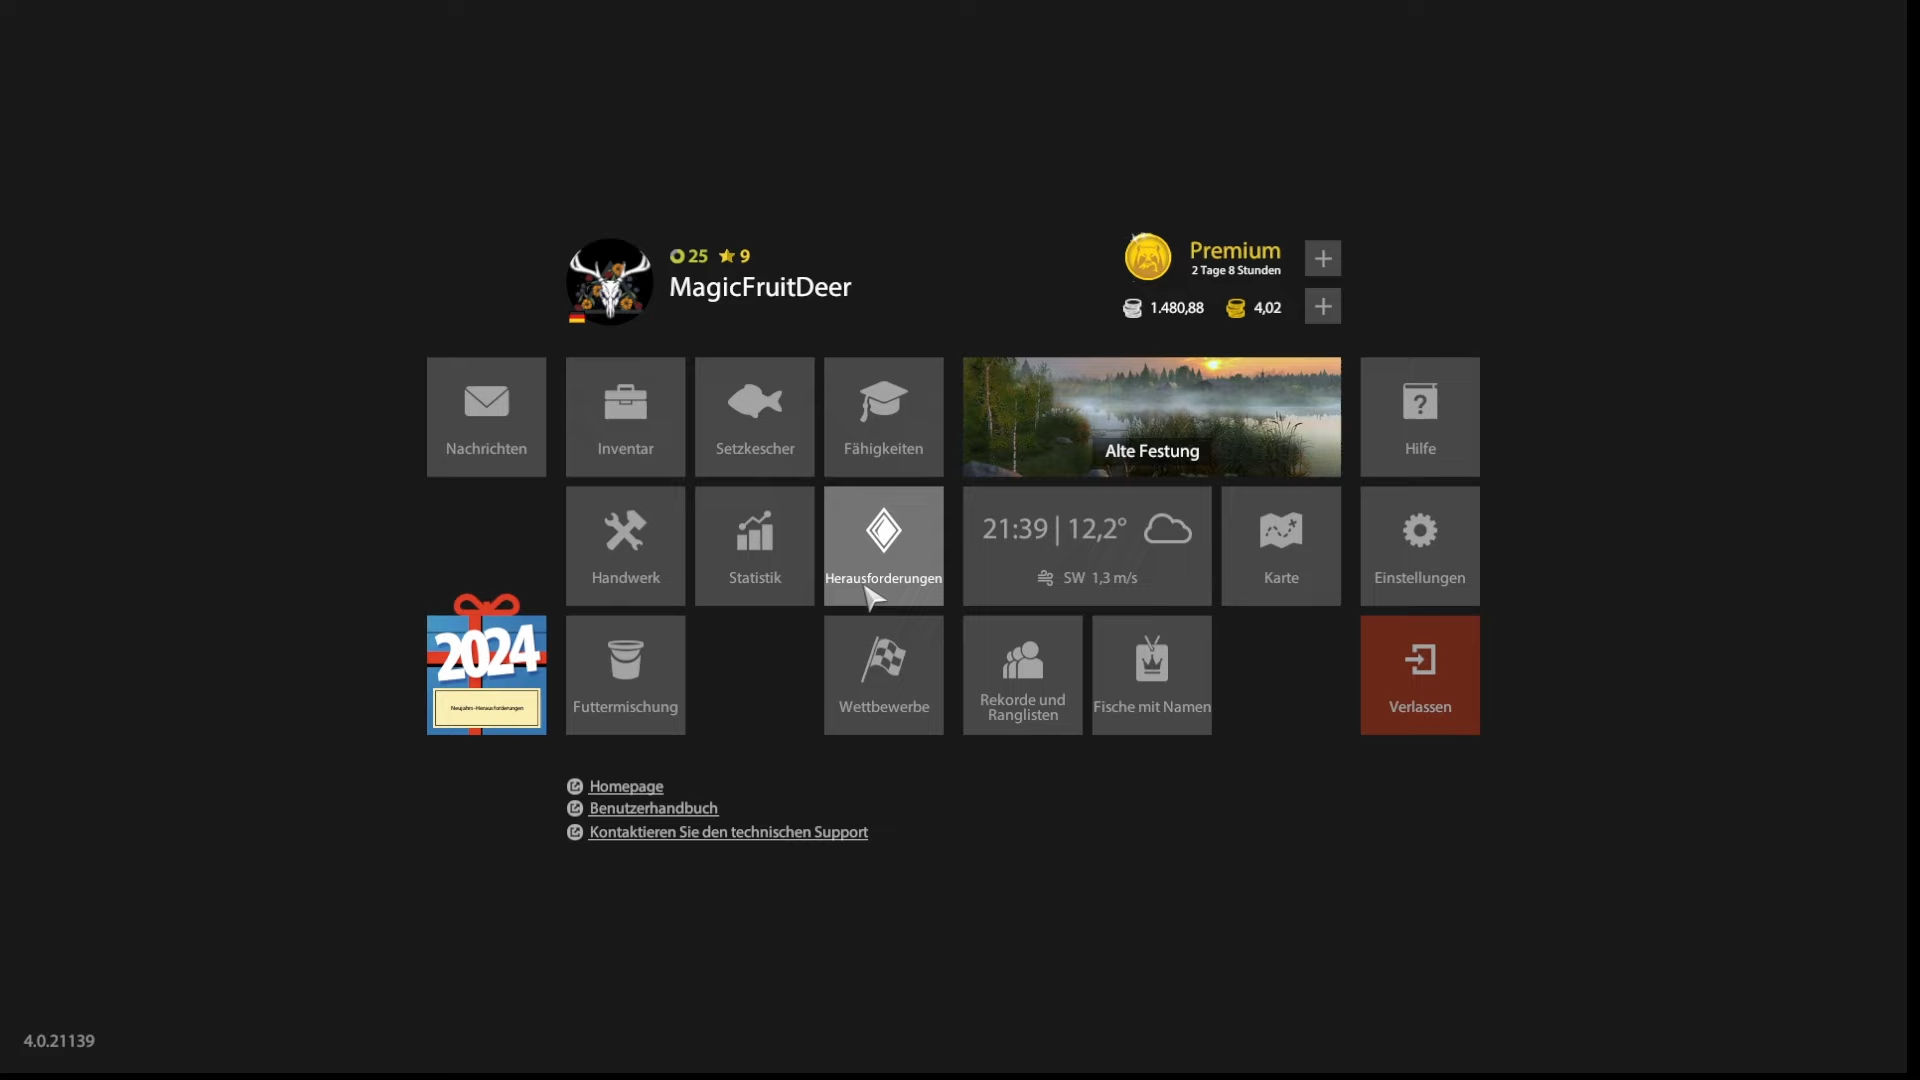 25 9
MagicFruitDeer
Premium
2 Tage 8 Stunden
1.480,88 4,02
Nachrichten
Inventar
Setzkescher
Fähigkeiten
Alte Festung
Hilfe
Handwerk
Statistik
Herausforderungen
21:39 | 12,2°
SW 1,3 m/s
Karte
Einstellungen
2024
Neujahrs-Herausforderungen
Futtermischung
Wettbewerbe
Rekorde und
Ranglisten
Fische mit Namen
Verlassen
Homepage
Benutzerhandbuch
Kontaktieren Sie den technischen Support
4.0.21139